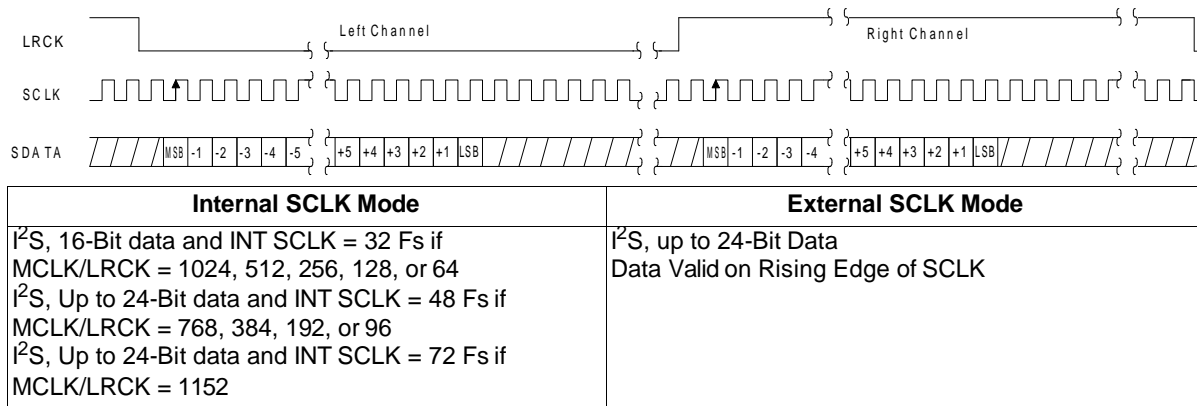 LRCK Left Channel Right Channel
SCLK
SDATA MSB -1 -2 -3 -4 -5 +5 +4 +3 +2 +1 LSB MSB -1 -2 -3 -4 +5 +4 +3 +2 +1 LSB
Internal SCLK Mode External SCLK Mode
I²S, 16-Bit data and INT SCLK = 32 Fs if
MCLK/LRCK = 1024, 512, 256, 128, or 64
I²S, Up to 24-Bit data and INT SCLK = 48 Fs if
MCLK/LRCK = 768, 384, 192, or 96
I²S, Up to 24-Bit data and INT SCLK = 72 Fs if
MCLK/LRCK = 1152
I²S, up to 24-Bit Data
Data Valid on Rising Edge of SCLK